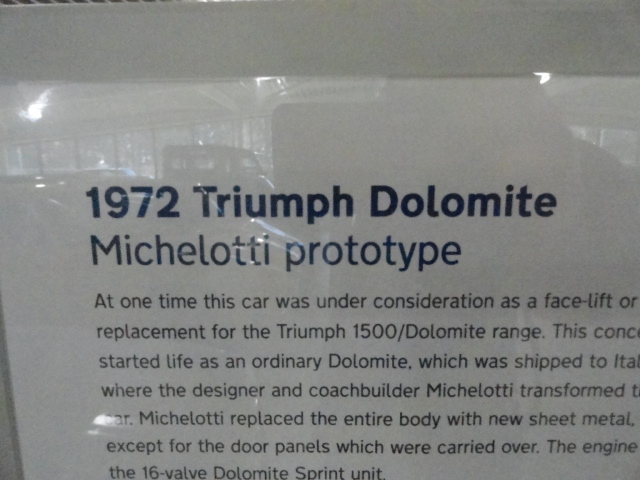 1972 Triumph Dolomite
Michelotti prototype
At one time this car was under consideration as a face-lift or
replacement for the Triumph 1500/Dolomite range. This conce
started life as an ordinary Dolomite, which was shipped to Ital
where the designer and coachbuilder Michelotti transformed t
car. Michelotti replaced the entire body with new sheet metal,
except for the door panels which were carried over. The engine
the 16-valve Dolomite Sprint unit.